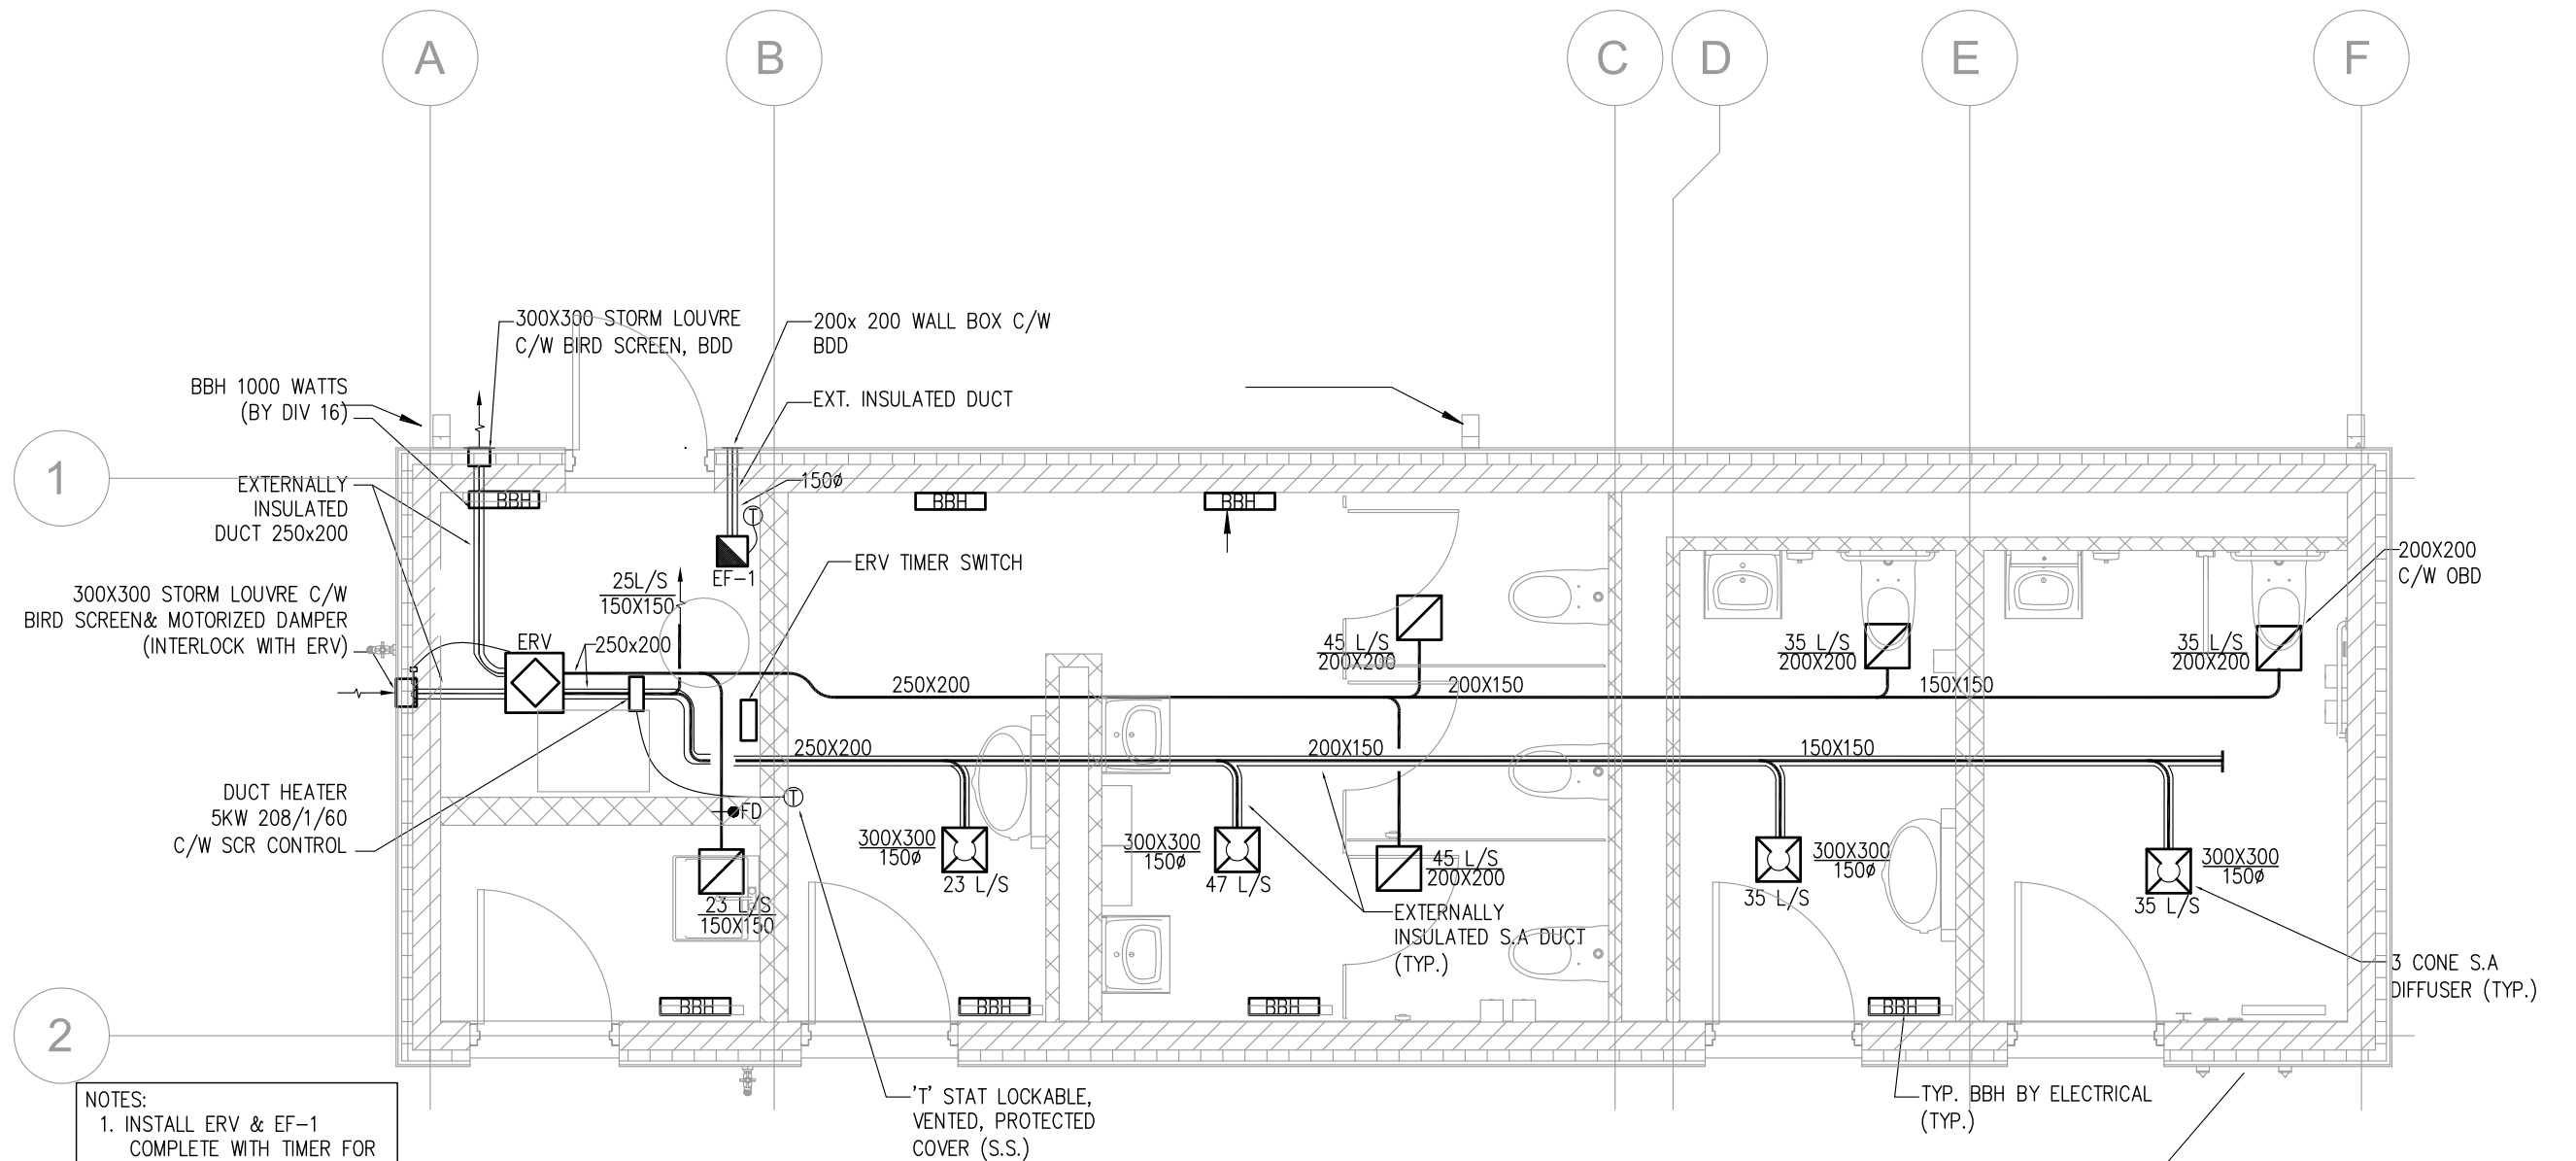 A
B
C
D
E
F
300X300 STORM LOUVRE
C/W BIRD SCREEN, BDD
200x 200 WALL BOX C/W
BDD
BBH 1000 WATTS
(BY DIV 16)
EXT. INSULATED DUCT
1
EXTERNALLY
INSULATED
DUCT 250x200
BBH
150ø
BBH
BBH
T
EF-1
ERV TIMER SWITCH
200X200
C/W OBD
25L/S
150X150
300X300 STORM LOUVRE C/W
BIRD SCREEN& MOTORIZED DAMPER
(INTERLOCK WITH ERV)
ERV
250x200
45 L/S
200X200
35 L/S
200X200
35 L/S
200X200
250X200
200X150
150X150
250X200
200X150
150X150
DUCT HEATER
5KW 208/1/60
C/W SCR CONTROL
T
FD
300X300
150ø
23 L/S
300X300
150ø
47 L/S
45 L/S
200X200
300X300
150ø
35 L/S
300X300
150ø
35 L/S
23 L/S
150X150
EXTERNALLY
INSULATED S.A DUCT
(TYP.)
3 CONE S.A
DIFFUSER (TYP.)
BBH
BBH
BBH
BBH
2
NOTES:
1. INSTALL ERV & EF-1
COMPLETE WITH TIMER FOR
'T' STAT LOCKABLE,
VENTED, PROTECTED
COVER (S.S.)
TYP. BBH BY ELECTRICAL
(TYP.)